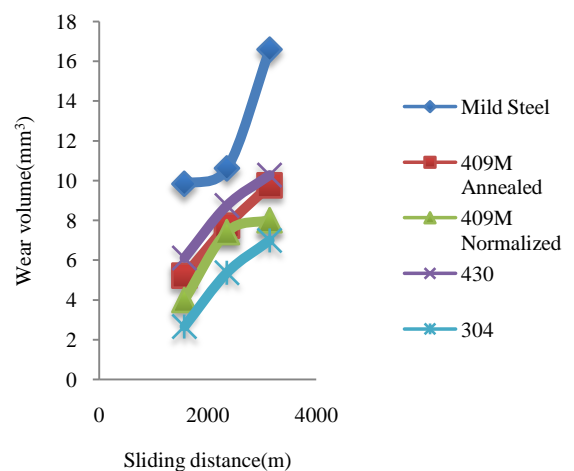 18
16
14
12
10
8
6
4
2
0
Wear volume(mm³)
0 2000 4000
Sliding distance(m)
Mild Steel
409M
Annealed
409M
Normalized
430
304